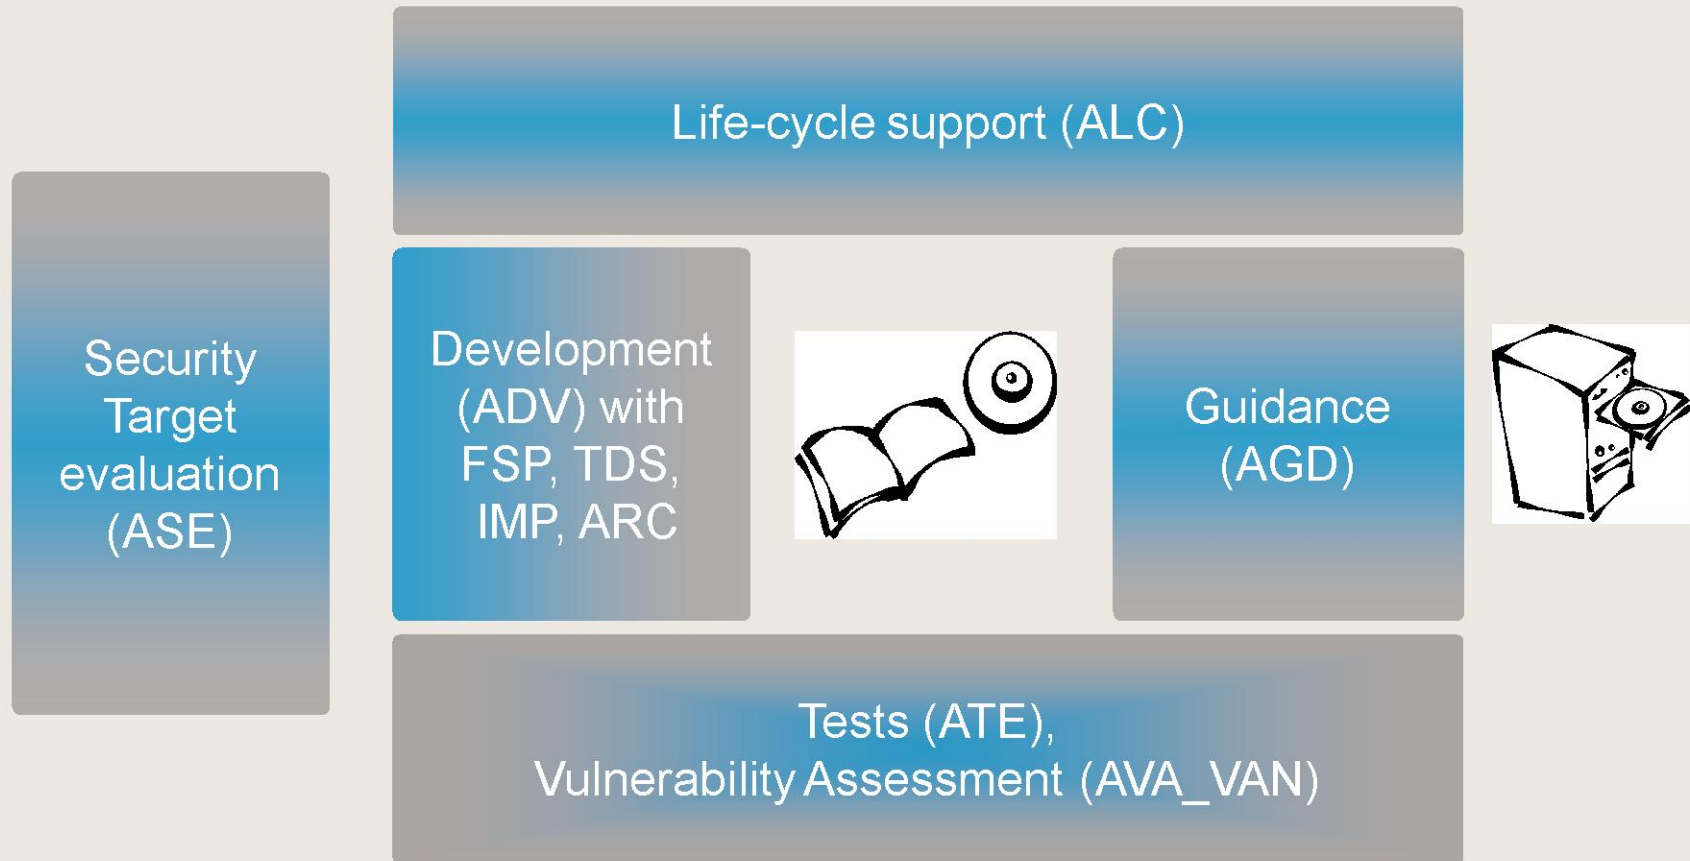 Life-cycle support (ALC)
Security
Target
evaluation
(ASE)
Development
(ADV) with
FSP, TDS,
IMP, ARC
Guidance
(AGD)
Tests (ATE),
Vulnerability Assessment (AVA_VAN)